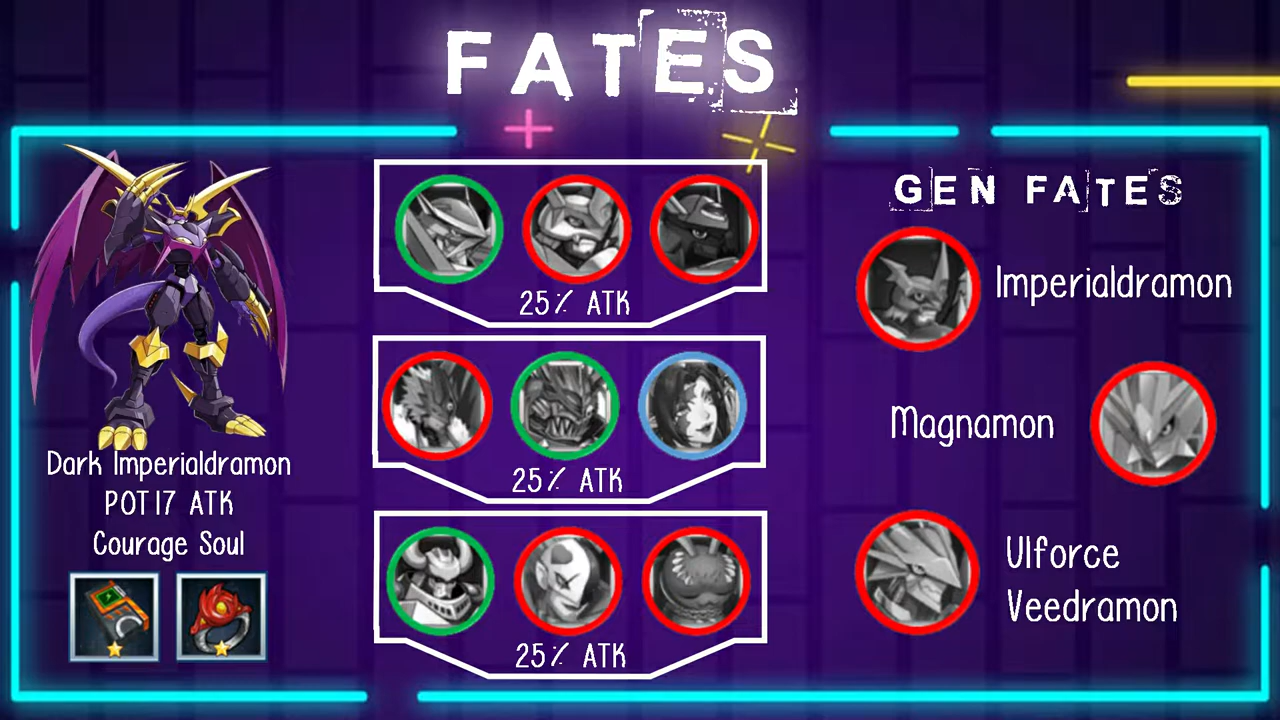 FATES
Dark Imperialdramon
POT17 ATK
Courage Soul
25% ATK
25% ATK
25% ATK
GEN FATES
Imperialdramon
Magnamon
Ulforce
Veedramon